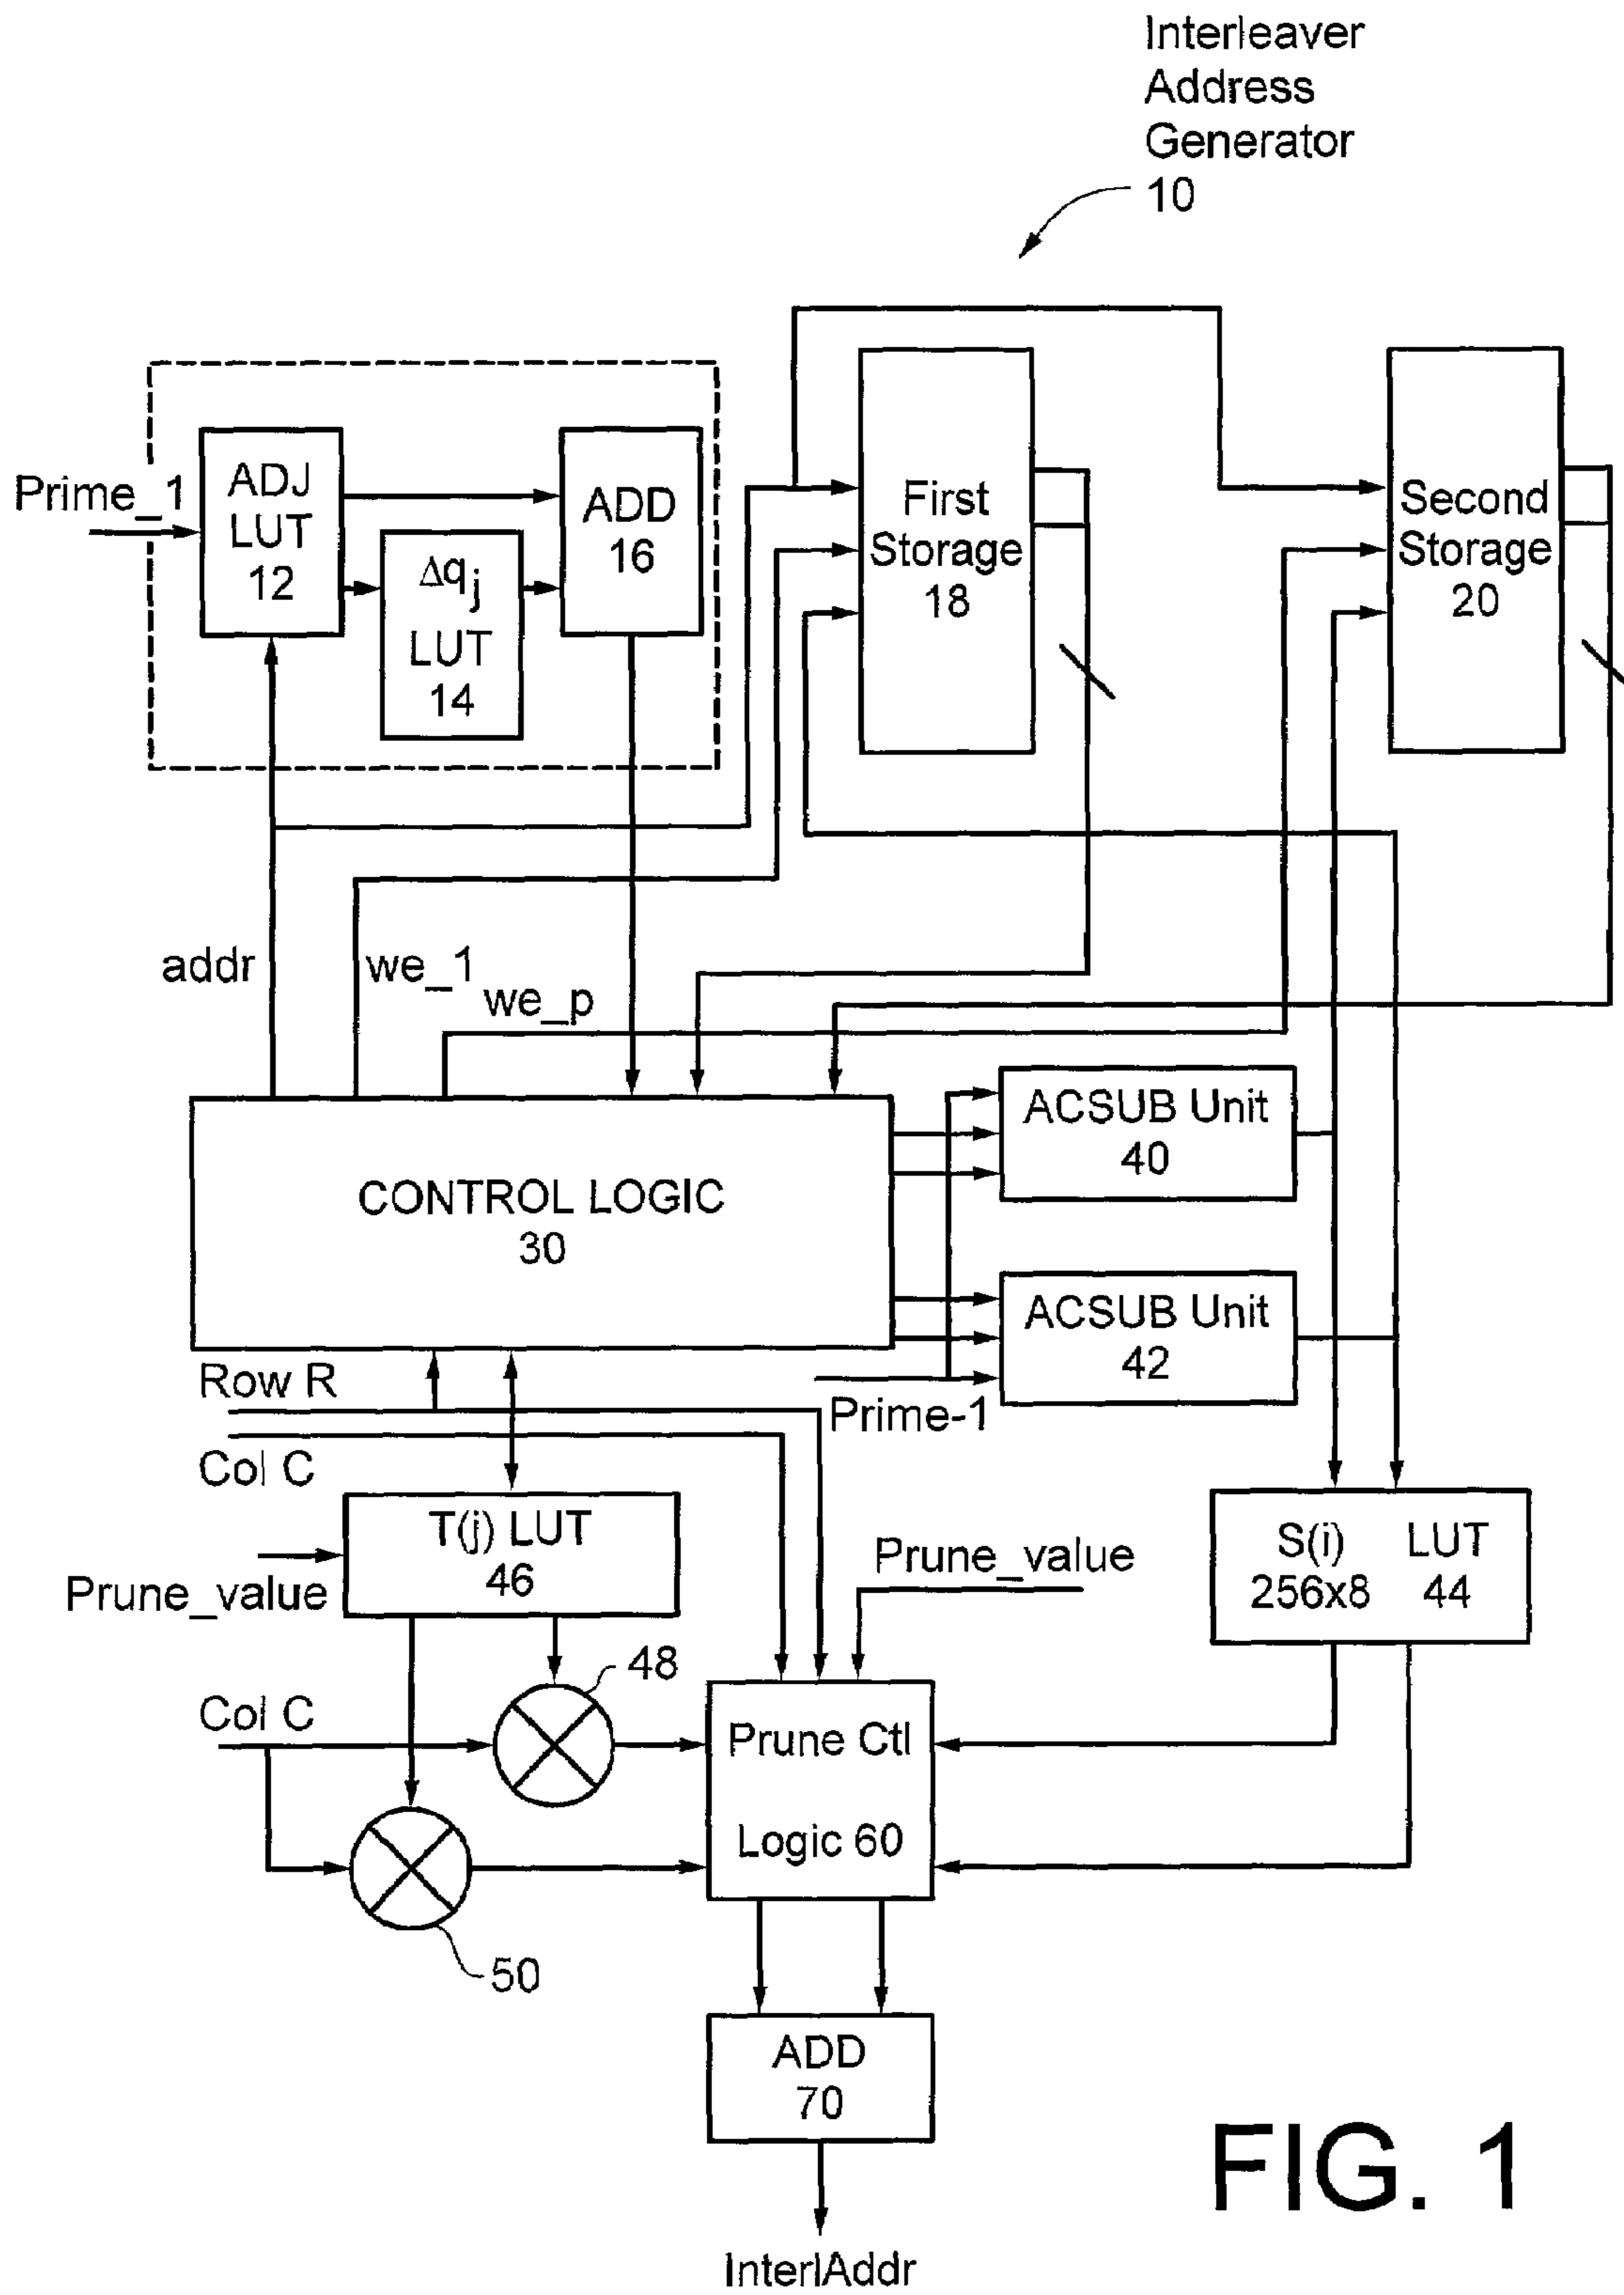 Interleaver
Address
Generator
10
Prime_1
ADJ
LUT
12
Δqj
LUT
14
ADD
16
First
Storage
18
Second
Storage
20
addr
we_1
we_p
CONTROL LOGIC
30
ACSUB Unit
40
ACSUB Unit
42
Prime-1
Row R
Col C
T(j) LUT
46
Prune_value
Prune_value
S(i) LUT
256x8 44
48
Col C
Prune Ctl
Logic 60
50
ADD
70
InterlAddr
FIG. 1